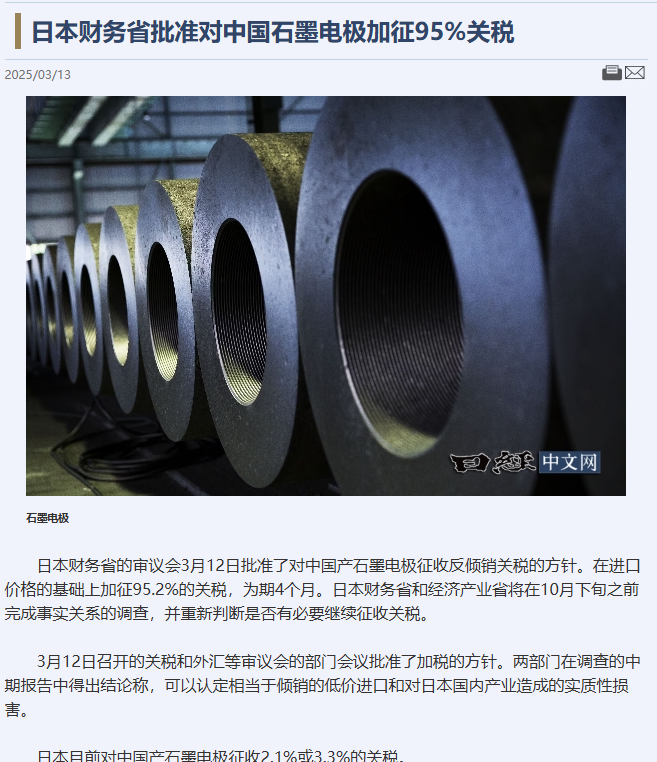 日本财务省批准对中国石墨电极加征95%关税
2025/03/13
日経中文网
石墨电极
日本财务省的审议会3月12日批准了对中国产石墨电极征收反倾销关税的方针。在进口
价格的基础上加征95.2%的关税，为期4个月。日本财务省和经济产业省将在10月下旬之前
完成事实关系的调查，并重新判断是否有必要继续征收关税。
3月12日召开的关税和外汇等审议会的部门会议批准了加税的方针。两部门在调查的中
期报告中得出结论称，可以认定相当于倾销的低价进口和对日本国内产业造成的实质性损
害。
日本目前对中国产石墨电极征收2.1%或3.3%的关税。